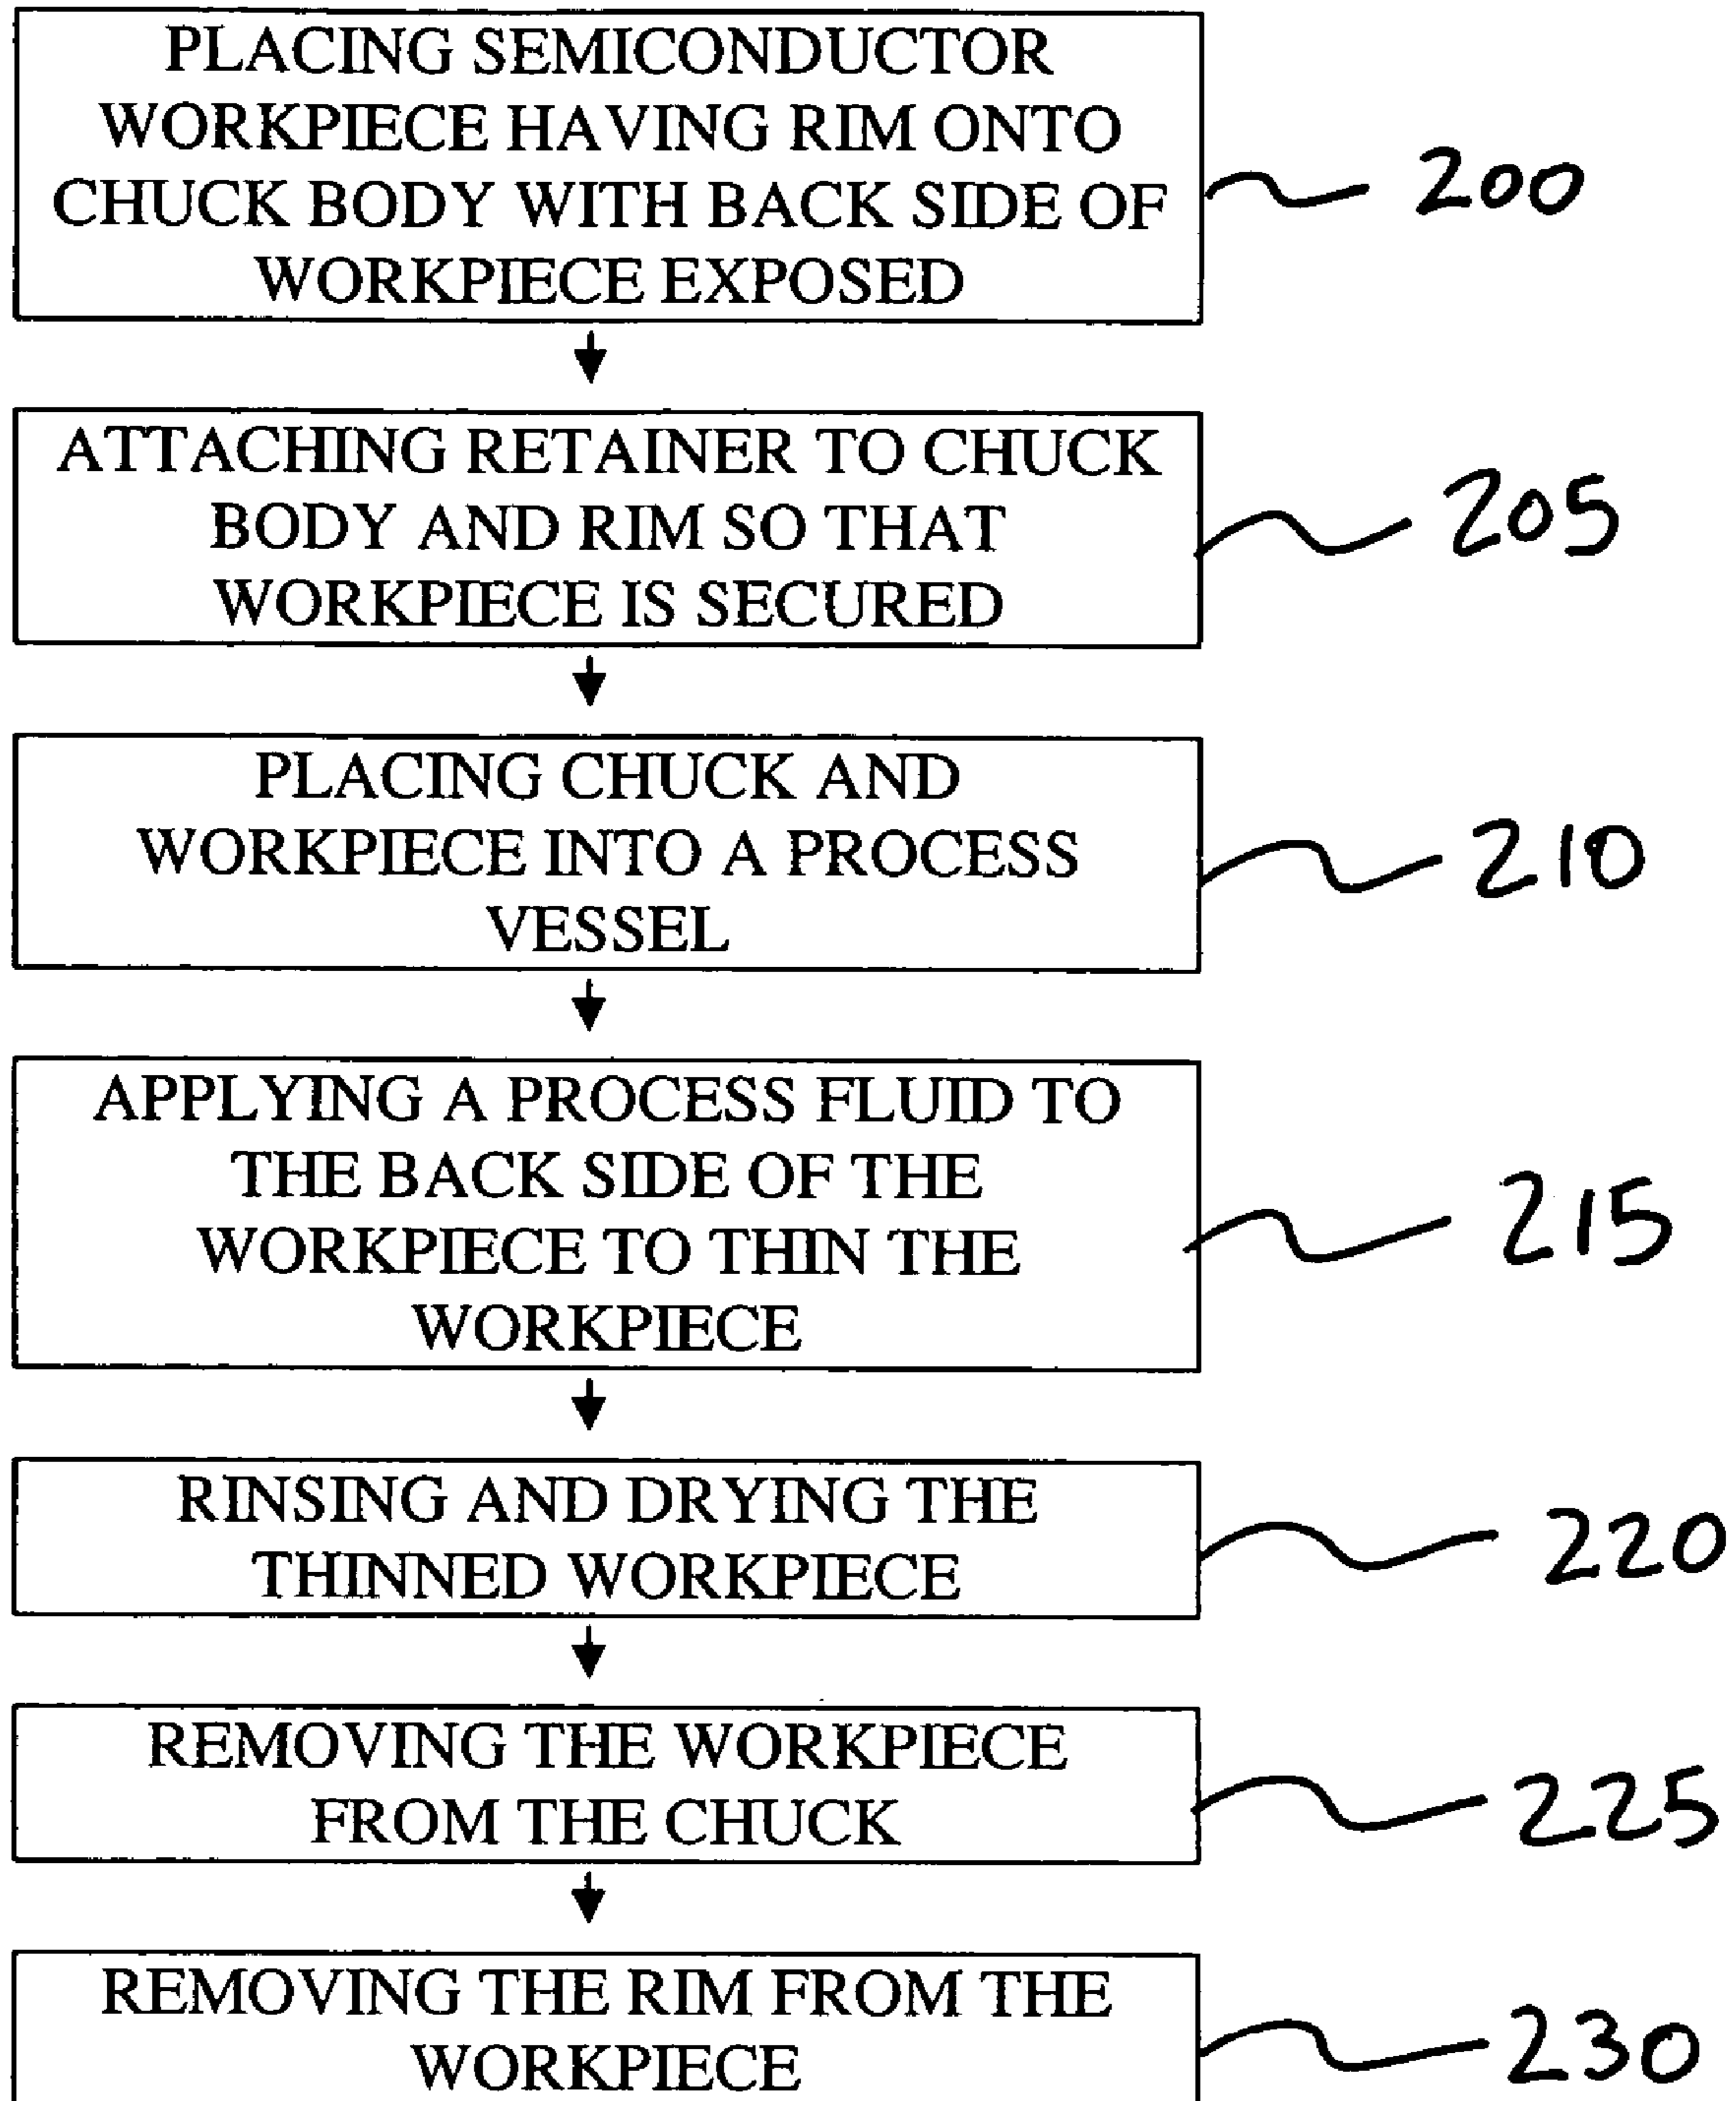 PLACING SEMICONDUCTOR
WORKPIECE HAVING RIM ONTO
CHUCK BODY WITH BACK SIDE OF
WORKPIECE EXPOSED
200
ATTACHING RETAINER TO CHUCK
BODY AND RIM SO THAT
WORKPIECE IS SECURED
205
PLACING CHUCK AND
WORKPIECE INTO A PROCESS
VESSEL
210
APPLYING A PROCESS FLUID TO
THE BACK SIDE OF THE
WORKPIECE TO THIN THE
WORKPIECE
215
RINSING AND DRYING THE
THINNED WORKPIECE
220
REMOVING THE WORKPIECE
FROM THE CHUCK
225
REMOVING THE RIM FROM THE
WORKPIECE
230